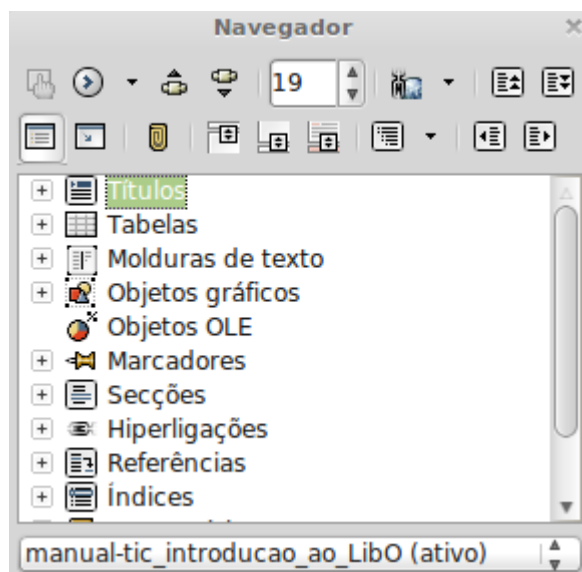 Navegador
19
Títulos
Tabelas
Molduras de texto
Objetos gráficos
Objetos OLE
Marcadores
Secções
Hiperligações
Referências
Índices
manual-tic_introducao_ao_LibO (ativo)